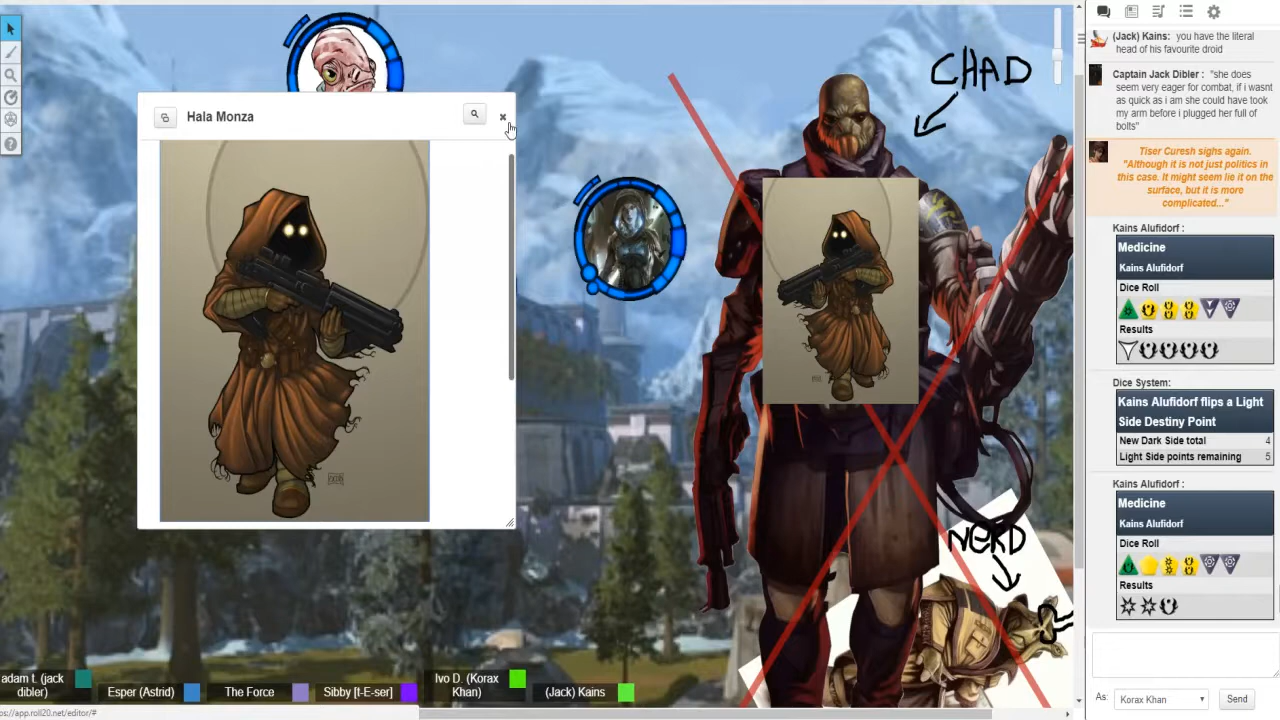 CHAD
Hala Monza
NERD
(Jack) Kains: you have the literal
head of his favourite droid
Captain Jack Dibler : "she does
seem very eager for combat, if i wasnt
as quick as i am she could have took
my arm before i plugged her full of
bolts"
Tiser Curesh sighs again.
"Although it is not just politics in
this case. It might seem lie it on the
surface, but it is more
complicated..."
Kains Alufidorf :
Medicine
Kains Alufidorf
Dice Roll
Results
Dice System:
Kains Alufidorf flips a Light
Side Destiny Point
New Dark Side total 4
Light Side points remaining 5
Kains Alufidorf :
Medicine
Kains Alufidorf
Dice Roll
Results
adam t. (jack
dibler)
Esper (Astrid)
The Force
Sibby [t-E-ser]
Ivo D. (Korax
Khan)
(Jack) Kains
As: Korax Khan Send
ps://app.roll20.net/editor/#